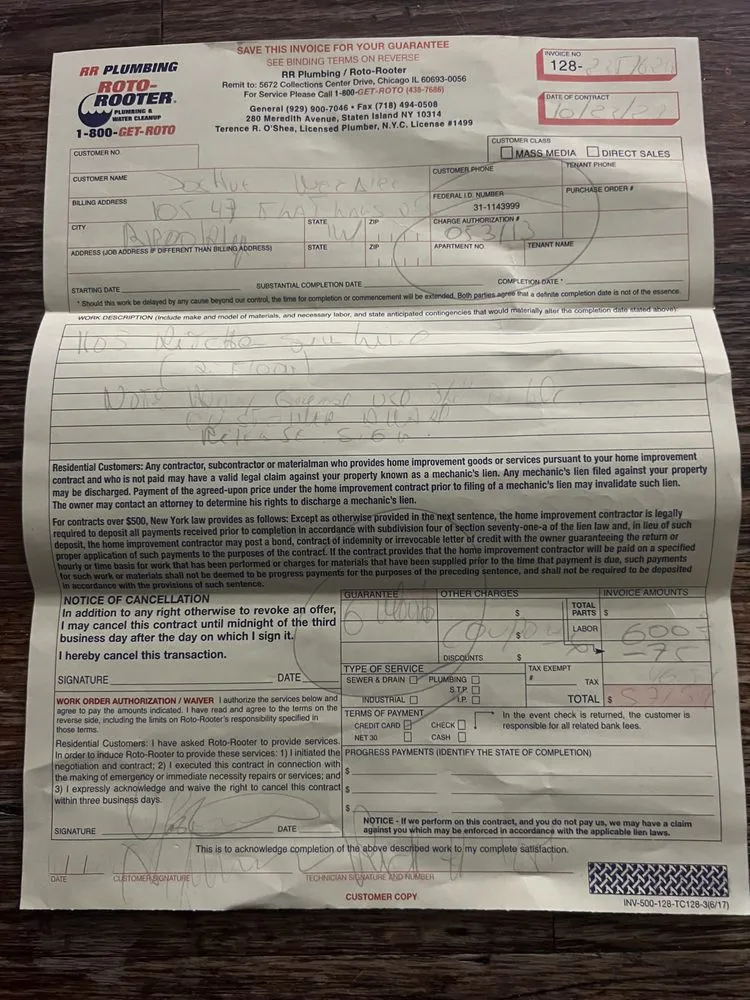 SAVE THIS INVOICE FOR YOUR GUARANTEE
SEE BINDING TERMS ON REVERSE
RR PLUMBING
ROTO-
ROOTER®
PLUMBING &
WATER CLEANUP
1-800-GET-ROTO
RR Plumbing / Roto-Rooter
Remit to: 5672 Collections Center Drive, Chicago IL 60693-0056
For Service Please Call 1-800-GET-ROTO (438-7686)
General (929) 900-7046 • Fax (718) 494-0508
280 Meredith Avenue, Staten Island NY 10314
Terence R. O'Shea, Licensed Plumber, N.Y.C. License #1499
INVOICE NO
128-
DATE OF CONTRACT
CUSTOMER CLASS
MASS MEDIA DIRECT SALES
CUSTOMER NO.
CUSTOMER PHONE
TENANT PHONE
CUSTOMER NAME
FEDERAL I.D. NUMBER
31-1143999
PURCHASE ORDER #
BILLING ADDRESS
CHARGE AUTHORIZATION #
CITY
STATE
ZIP
ADDRESS (JOB ADDRESS IF DIFFERENT THAN BILLING ADDRESS)
STATE
ZIP
APARTMENT NO.
TENANT NAME
STARTING DATE
SUBSTANTIAL COMPLETION DATE
COMPLETION DATE *
* Should this work be delayed by any cause beyond our control, the time for completion or commencement will be extended. Both parties agree that a definite completion date is not of the essence.
WORK DESCRIPTION (Include make and model of materials, and necessary labor, and state anticipated contingencies that would materially alter the completion date stated above):
Residential Customers: Any contractor, subcontractor or materialman who provides home improvement goods or services pursuant to your home improvement
contract and who is not paid may have a valid legal claim against your property known as a mechanic's lien. Any mechanic's lien filed against your property
may be discharged. Payment of the agreed-upon price under the home improvement contract prior to filing of a mechanic's lien may invalidate such lien.
The owner may contact an attorney to determine his rights to discharge a mechanic's lien.
For contracts over $500, New York law provides as follows: Except as otherwise provided in the next sentence, the home improvement contractor is legally
required to deposit all payments received prior to completion in accordance with subdivision four of section seventy-one-a of the lien law and, in lieu of such
deposit, the home improvement contractor may post a bond, contract of indemnity or irrevocable letter of credit with the owner guaranteeing the return or
proper application of such payments to the purposes of the contract. If the contract provides that the home improvement contractor will be paid on a specified
hourly or time basis for work that has been performed or charges for materials that have been supplied prior to the time that payment is due, such payments
for such work or materials shall not be deemed to be progress payments for the purposes of the preceding sentence, and shall not be required to be deposited
in accordance with the provisions of such sentence.
NOTICE OF CANCELLATION
In addition to any right otherwise to revoke an offer,
I may cancel this contract until midnight of the third
business day after the day on which I sign it.
I hereby cancel this transaction.
SIGNATURE DATE
GUARANTEE
OTHER CHARGES
INVOICE AMOUNTS
$
TOTAL PARTS $
$
LABOR
DISCOUNTS $
TYPE OF SERVICE
SEWER & DRAIN PLUMBING
S.T.P.
INDUSTRIAL I.P.
TAX EXEMPT
#
TAX
TOTAL $
WORK ORDER AUTHORIZATION / WAIVER I authorize the services below and
agree to pay the amounts indicated. I have read and agree to the terms on the
reverse side, including the limits on Roto-Rooter's responsibility specified in
those terms.
TERMS OF PAYMENT
CREDIT CARD CHECK
NET 30 CASH
In the event check is returned, the customer is
responsible for all related bank fees.
Residential Customers: I have asked Roto-Rooter to provide services.
In order to induce Roto-Rooter to provide these services: 1) I initiated the
negotiation and contract; 2) I executed this contract in connection with
the making of emergency or immediate necessity repairs or services; and
3) I expressly acknowledge and waive the right to cancel this contract
within three business days.
PROGRESS PAYMENTS (IDENTIFY THE STATE OF COMPLETION)
$
$
$
SIGNATURE DATE
NOTICE - If we perform on this contract, and you do not pay us, we may have a claim
against you which may be enforced in accordance with the applicable lien laws.
This is to acknowledge completion of the above described work to my complete satisfaction.
DATE
CUSTOMER SIGNATURE
TECHNICIAN SIGNATURE AND NUMBER
CUSTOMER COPY
INV-500-128-TC128-3(6/17)